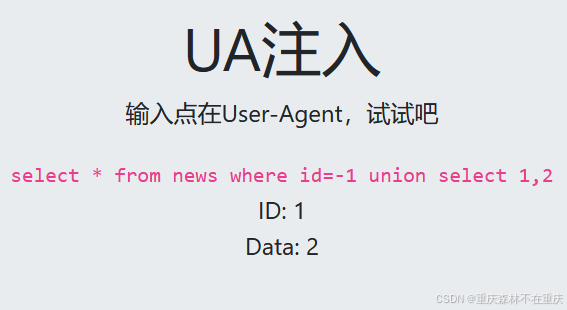 UA注入
输入点在User-Agent，试试吧
select * from news where id=-1 union select 1,2
ID: 1
Data: 2
CSDN @重庆森林不在重庆